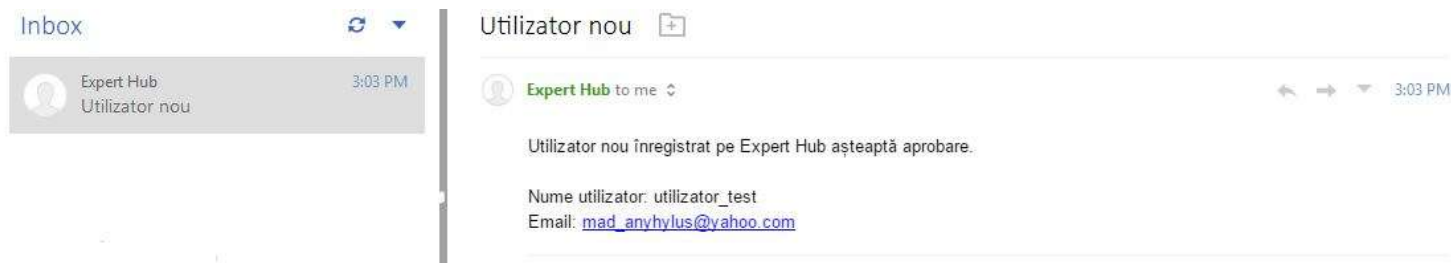 Inbox
Expert Hub 3:03 PM
Utilizator nou
Utilizator nou
Expert Hub to me 3:03 PM
Utilizator nou înregistrat pe Expert Hub așteaptă aprobare.
Nume utilizator: utilizator_test
Email: mad_anyhylus@yahoo.com